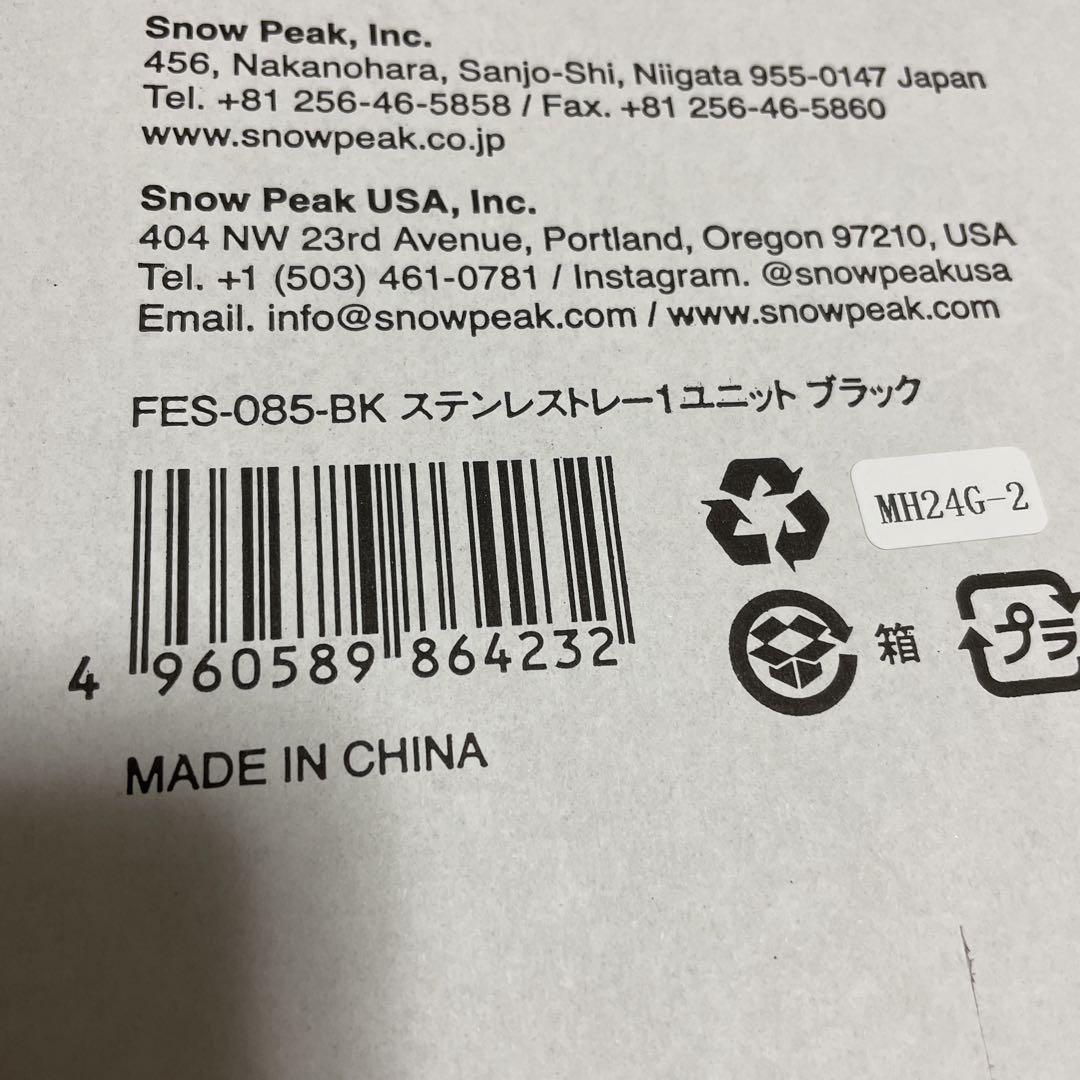 Snow Peak, Inc.
456, Nakanohara, Sanjo-Shi, Niigata 955-0147 Japan
Tel. +81 256-46-5858 / Fax. +81 256-46-5860
www.snowpeak.co.jp
Snow Peak USA, Inc.
404 NW 23rd Avenue, Portland, Oregon 97210, USA
Tel. +1 (503) 461-0781 / Instagram. @snowpeakusa
Email. info@snowpeak.com / www.snowpeak.com
FES-085-BK ステンレストレー1ユニット ブラック
MH24G-2
4 960589 864232
箱
プラ
MADE IN CHINA